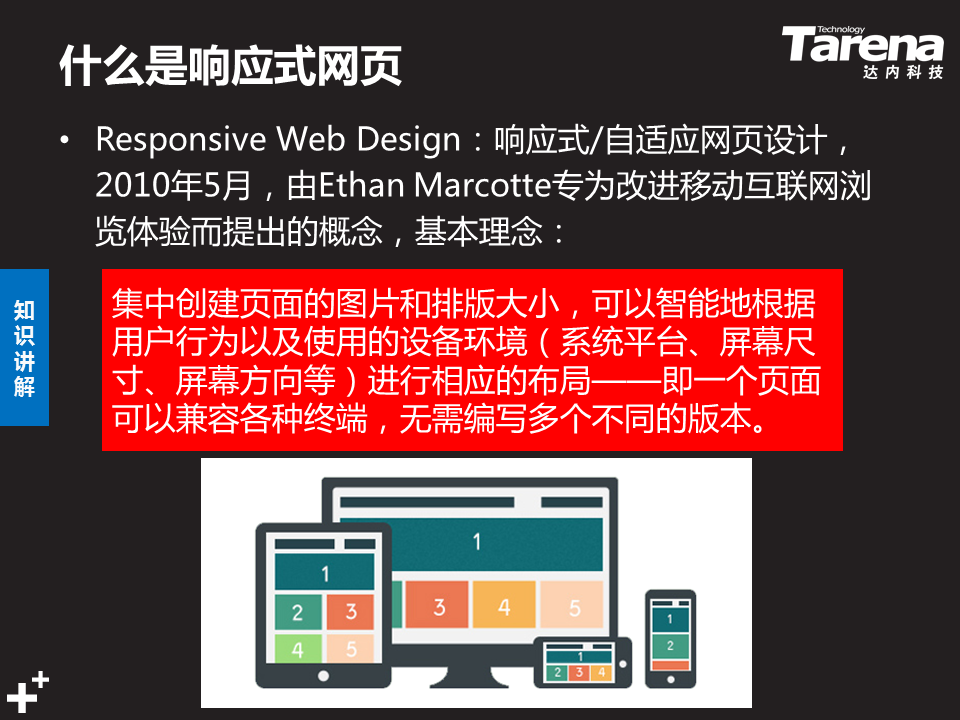 什么是响应式网页
Technology
Tarena
达内科技
• Responsive Web Design：响应式/自适应网页设计，
2010年5月，由Ethan Marcotte专为改进移动互联网浏
览体验而提出的概念，基本理念：
知
识
讲
解
集中创建页面的图片和排版大小，可以智能地根据
用户行为以及使用的设备环境（系统平台、屏幕尺
寸、屏幕方向等）进行相应的布局——即一个页面
可以兼容各种终端，无需编写多个不同的版本。
1
3 4 5
1
2 3
4 5
1
2 3 4
1
2